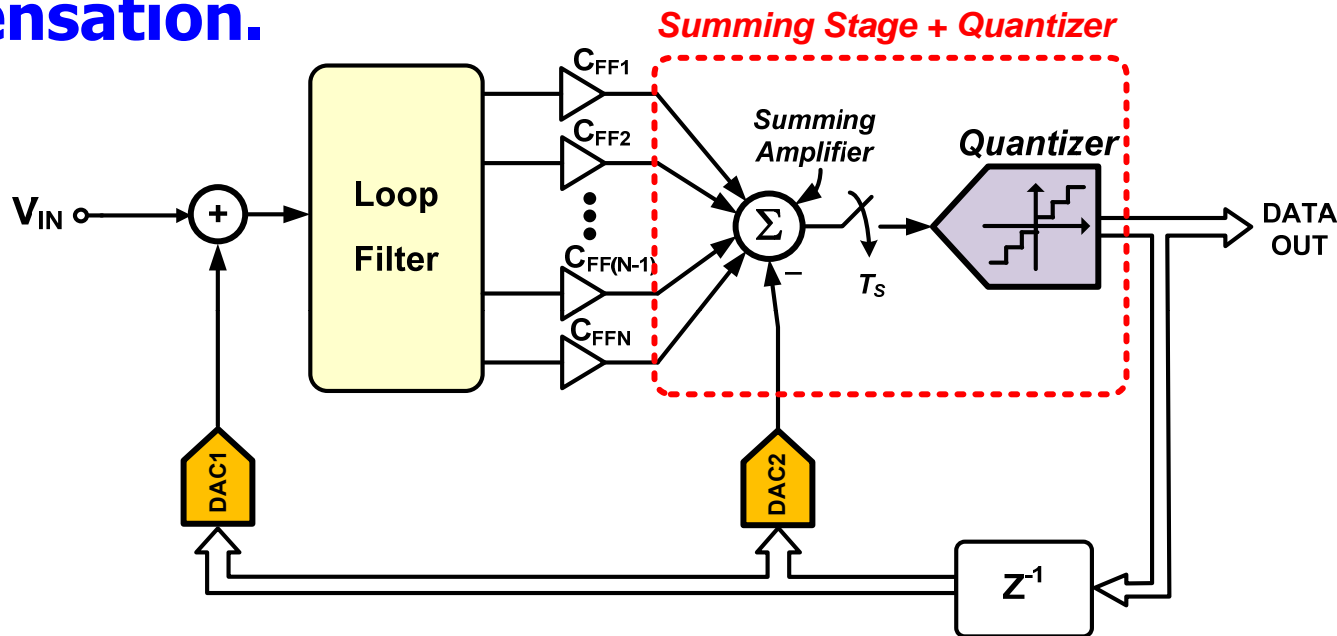 ensation.
Summing Stage + Quantizer
CFF1
CFF2
CFF(N-1)
CFFN
Summing
Amplifier
Quantizer
VIN
+
Loop
Filter
Σ
−
TS
DATA
OUT
DAC1
DAC2
Z-1